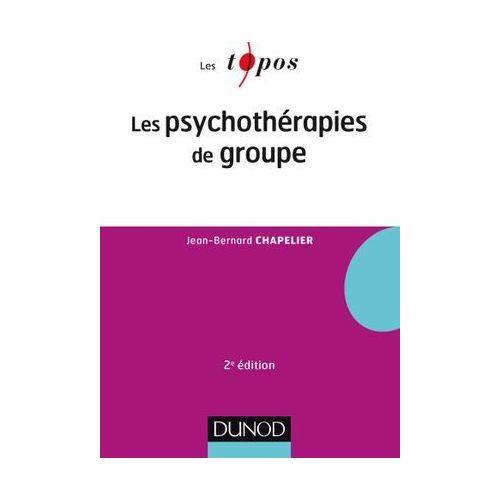 Les topos
Les psychothérapies
de groupe
Jean-Bernard CHAPELIER
2e édition
DUNOD